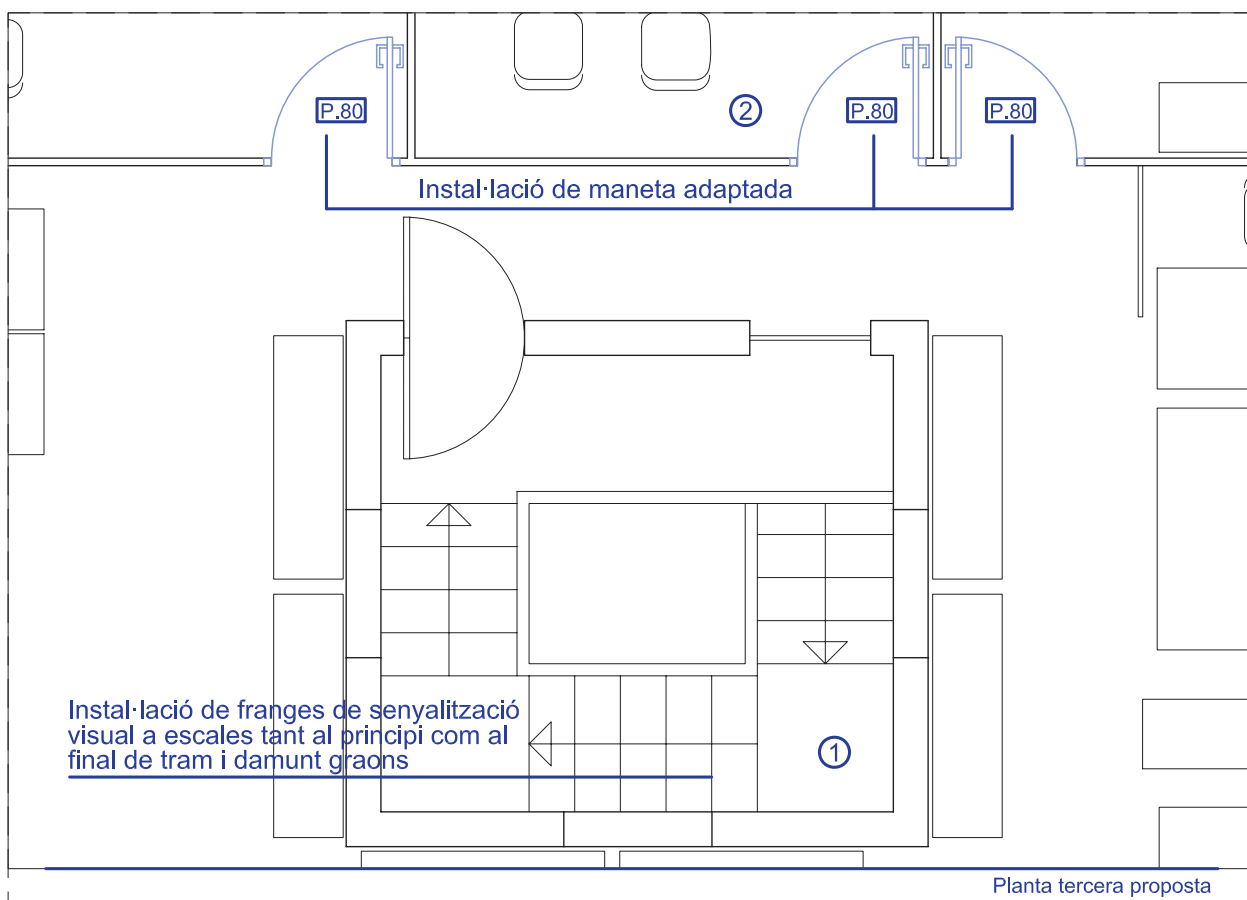 P.80
②
P.80
P.80
Instal·lació de maneta adaptada
Instal·lació de franges de senyalització
visual a escales tant al principi com al
final de tram i damunt graons
①
Planta tercera proposta